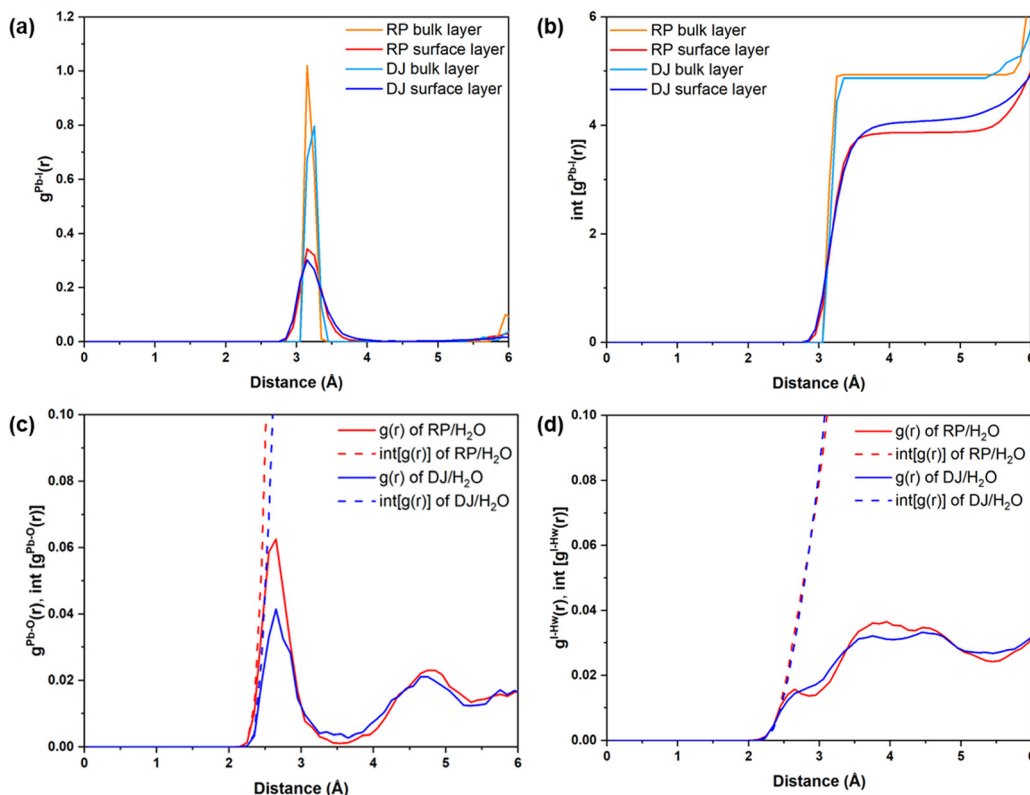 (a)
RP bulk layer
RP surface layer
DJ bulk layer
DJ surface layer
g^Pb-I(r)
1.2
1.0
0.8
0.6
0.4
0.2
0.0
0 1 2 3 4 5 6
Distance (Å)
(b)
RP bulk layer
RP surface layer
DJ bulk layer
DJ surface layer
int [g^Pb-I(r)]
6
4
2
0
0 1 2 3 4 5 6
Distance (Å)
(c)
g(r) of RP/H₂O
int[g(r)] of RP/H₂O
g(r) of DJ/H₂O
int[g(r)] of DJ/H₂O
g^Pb-O(r), int [g^Pb-O(r)]
0.10
0.08
0.06
0.04
0.02
0.00
0 1 2 3 4 5 6
Distance (Å)
(d)
g(r) of RP/H₂O
int[g(r)] of RP/H₂O
g(r) of DJ/H₂O
int[g(r)] of DJ/H₂O
g^I-Hw(r), int [g^I-Hw(r)]
0.10
0.08
0.06
0.04
0.02
0.00
0 1 2 3 4 5 6
Distance (Å)